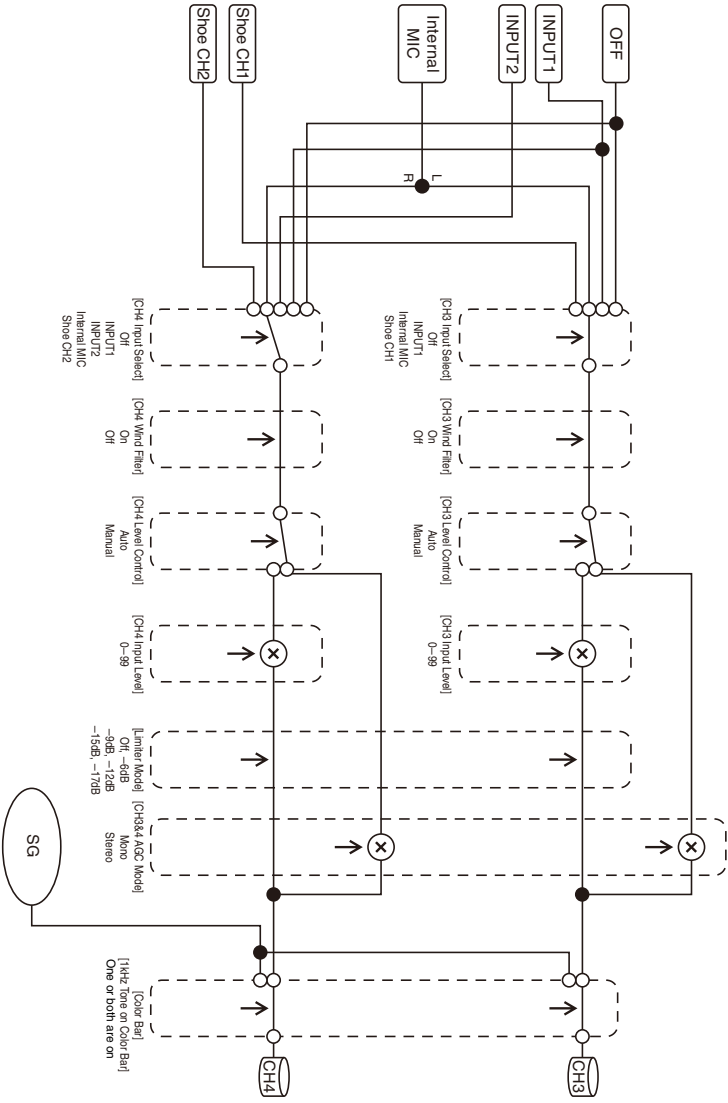 OFF
INPUT1
INPUT2
Internal
MIC
Shoe CH1
Shoe CH2
L
R
[CH3 Input Select]
Off
INPUT1
Internal MIC
Shoe CH1
[CH3 Wind Filter]
On
Off
[CH3 Level Control]
Auto
Manual
[CH3 Input Level]
0–99
[CH4 Input Select]
Off
INPUT1
INPUT2
Internal MIC
Shoe CH2
[CH4 Wind Filter]
On
Off
[CH4 Level Control]
Auto
Manual
[CH4 Input Level]
0–99
[Limiter Mode]
Off, –6dB
–9dB, –12dB
–15dB, –17dB
[CH3&4 AGC Mode]
Mono
Stereo
SG
[Color Bar]
[1kHz Tone on Color Bar]
One or both are on
CH3
CH4